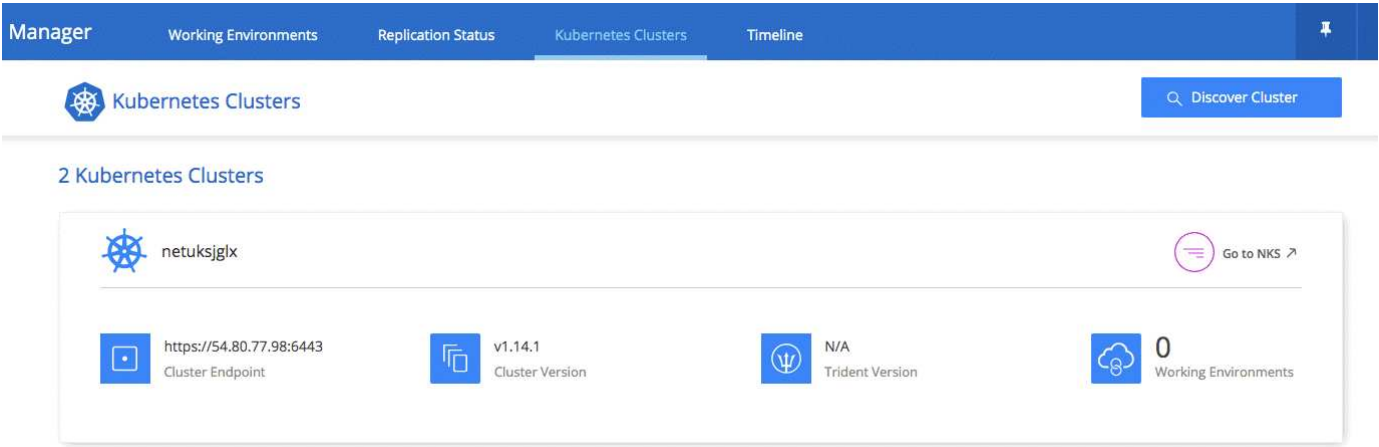 Manager Working Environments Replication Status Kubernetes Clusters Timeline
Kubernetes Clusters Discover Cluster
2 Kubernetes Clusters
netuksjglx Go to NKS ↗
https://54.80.77.98:6443 v1.14.1 N/A 0
Cluster Endpoint Cluster Version Trident Version Working Environments